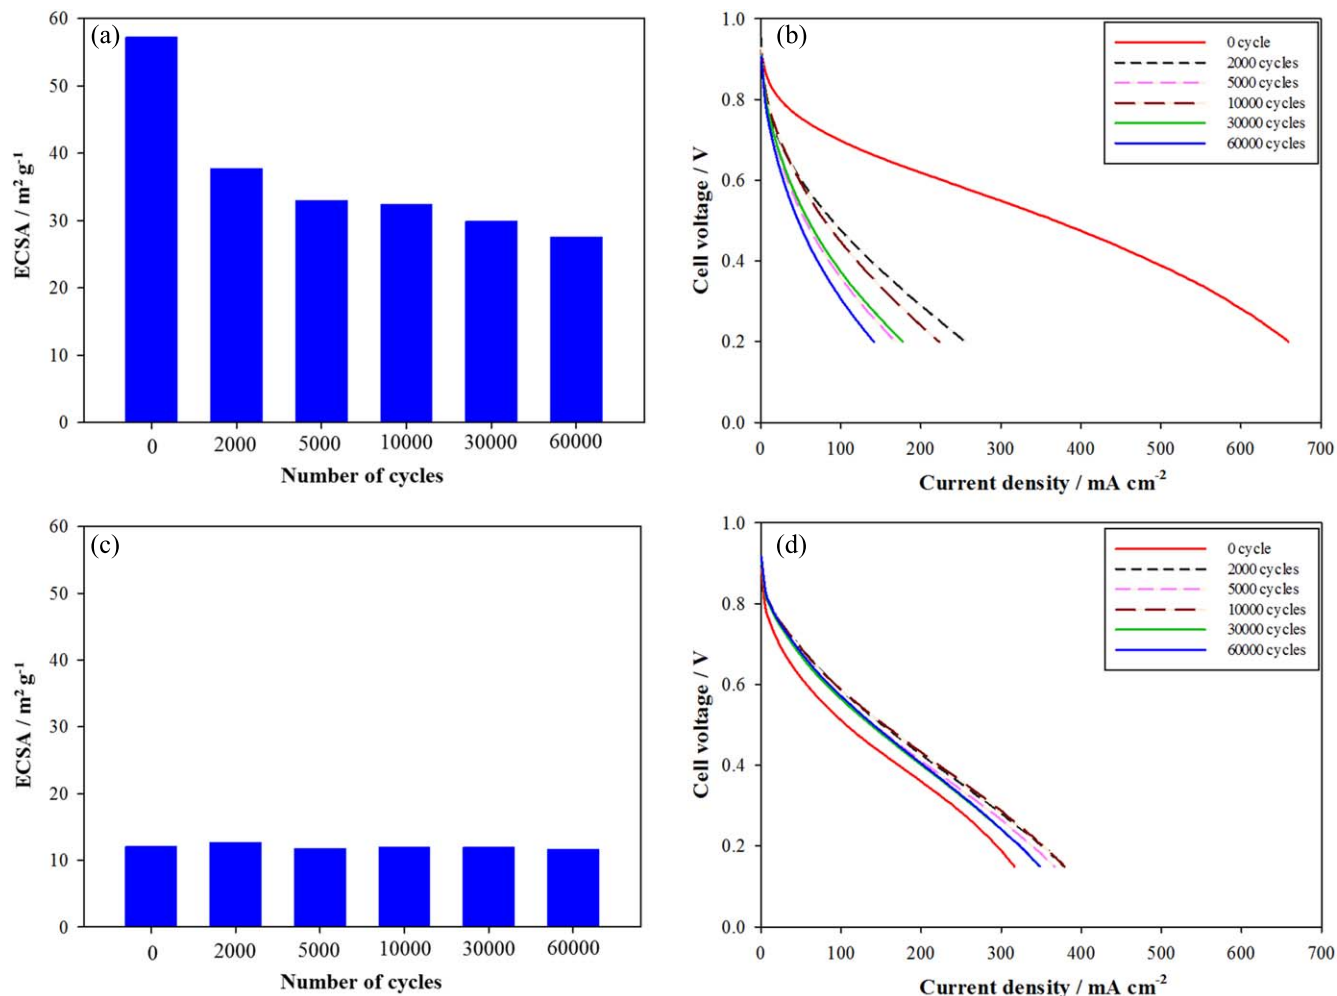 (a)
60
50
40
30
20
10
0
ECSA / m² g⁻¹
0 2000 5000 10000 30000 60000
Number of cycles
(b)
1.0
0.8
0.6
0.4
0.2
0.0
Cell voltage / V
0 cycle
2000 cycles
5000 cycles
10000 cycles
30000 cycles
60000 cycles
0 100 200 300 400 500 600 700
Current density / mA cm⁻²
(c)
60
50
40
30
20
10
0
ECSA / m² g⁻¹
0 2000 5000 10000 30000 60000
Number of cycles
(d)
1.0
0.8
0.6
0.4
0.2
0.0
Cell voltage / V
0 cycle
2000 cycles
5000 cycles
10000 cycles
30000 cycles
60000 cycles
0 100 200 300 400 500 600 700
Current density / mA cm⁻²